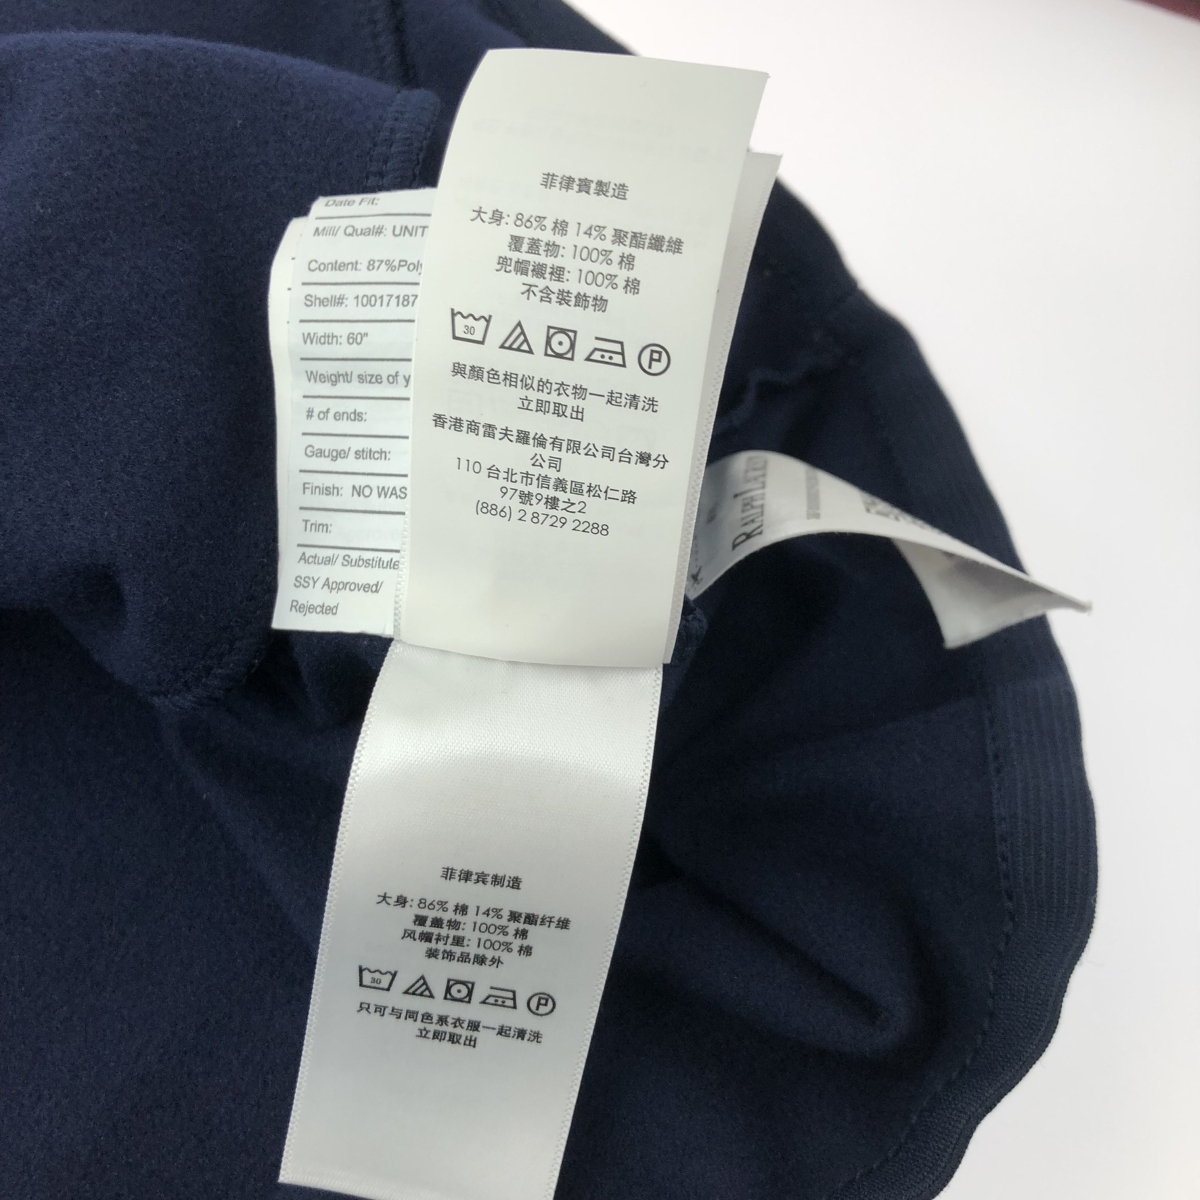 Date Fit:
Mill/ Qual#: UNIT
Content: 87%Poly
Shell#: 10017187
Width: 60"
Weight/ size of y
# of ends:
Gauge/ stitch:
Finish: NO WAS
Trim:
Actual/ Substitute
SSY Approved/
Rejected
菲律賓製造
大身: 86% 棉 14% 聚酯纖維
覆蓋物: 100% 棉
兜帽襯裡: 100% 棉
不含裝飾物
30
P
與顏色相似的衣物一起清洗
立即取出
香港商雷夫羅倫有限公司台灣分
公司
110 台北市信義區松仁路
97號9樓之2
(886) 2 8729 2288
RALPH LAUREN
菲律宾制造
大身: 86% 棉 14% 聚酯纤维
覆盖物: 100% 棉
风帽衬里: 100% 棉
装饰品除外
30
P
只可与同色系衣服一起清洗
立即取出